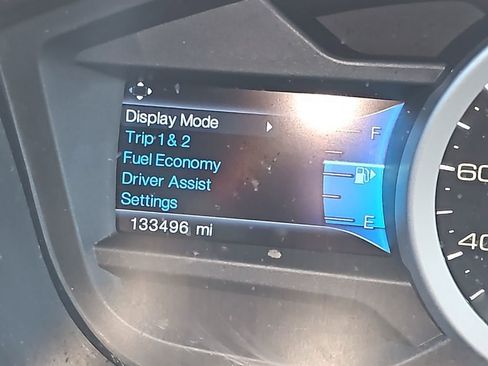 Display Mode
Trip 1 & 2
Fuel Economy
Driver Assist
Settings
133496 mi
F
E
60
40